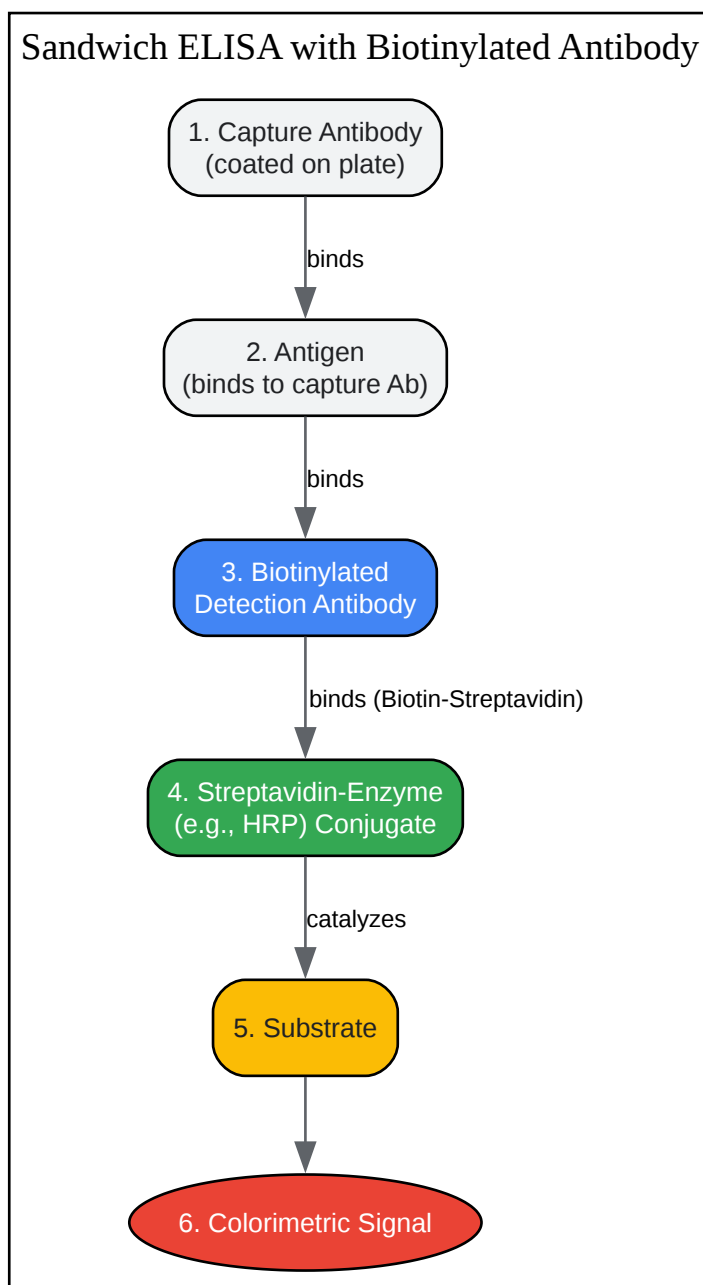 Sandwich ELISA with Biotinylated Antibody
1. Capture Antibody
(coated on plate)
binds
2. Antigen
(binds to capture Ab)
binds
3. Biotinylated
Detection Antibody
binds (Biotin-Streptavidin)
4. Streptavidin-Enzyme
(e.g., HRP) Conjugate
catalyzes
5. Substrate
6. Colorimetric Signal